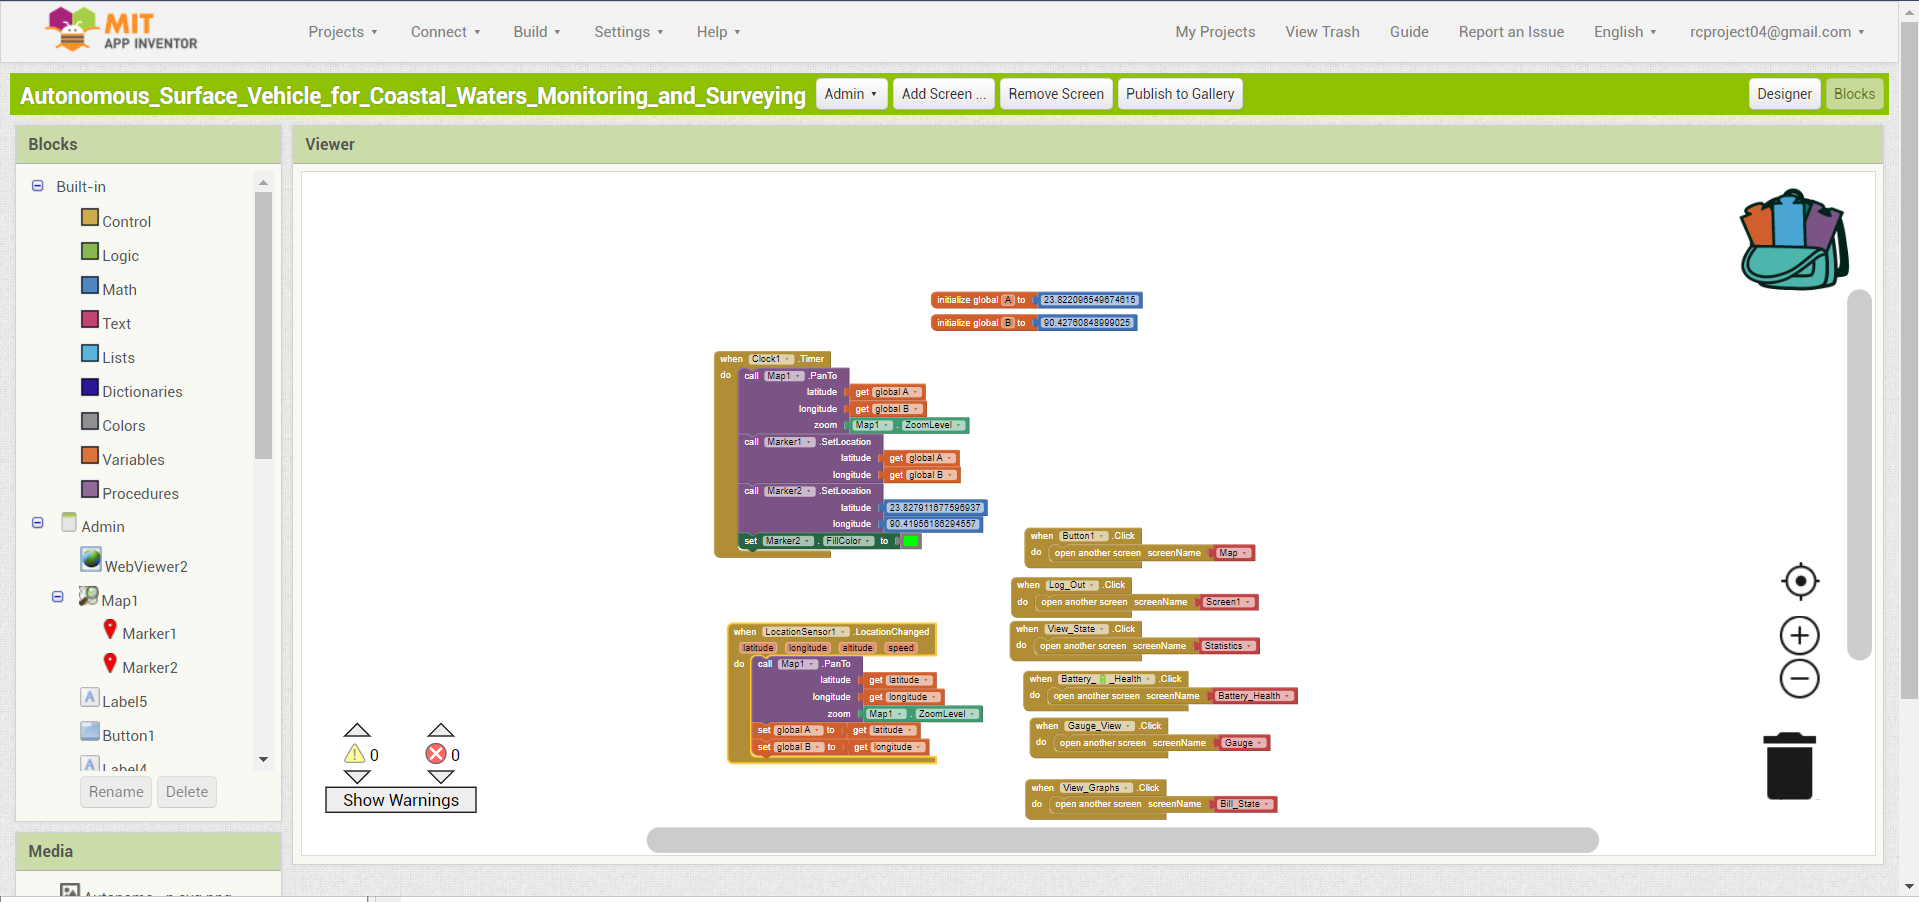 MIT
APP INVENTOR
Projects
Connect
Build
Settings
Help
My Projects
View Trash
Guide
Report an Issue
English
rcproject04@gmail.com
Autonomous_Surface_Vehicle_for_Coastal_Waters_Monitoring_and_Surveying
Admin
Add Screen ...
Remove Screen
Publish to Gallery
Designer
Blocks
Blocks
Built-in
Control
Logic
Math
Text
Lists
Dictionaries
Colors
Variables
Procedures
Admin
WebViewer2
Map1
Marker1
Marker2
Label5
Button1
Label4
Rename
Delete
Media
Viewer
initialize global A to 23.822096549674615
initialize global B to 90.42760848999025
when Clock1 .Timer
do call Map1 .PanTo
latitude get global A
longitude get global B
zoom Map1 . ZoomLevel
call Marker1 .SetLocation
latitude get global A
longitude get global B
call Marker2 .SetLocation
latitude 23.827911677596937
longitude 90.41956186294557
set Marker2 . FillColor to
when LocationSensor1 .LocationChanged
latitude longitude altitude speed
do call Map1 .PanTo
latitude get latitude
longitude get longitude
zoom Map1 . ZoomLevel
set global A to get latitude
set global B to get longitude
when Button1 .Click
do open another screen screenName Map
when Log_Out .Click
do open another screen screenName Screen1
when View_State .Click
do open another screen screenName Statistics
when Battery_🔋_Health .Click
do open another screen screenName Battery_Health
when Gauge_View .Click
do open another screen screenName Gauge
when View_Graphs .Click
do open another screen screenName Bill_State
0
0
Show Warnings